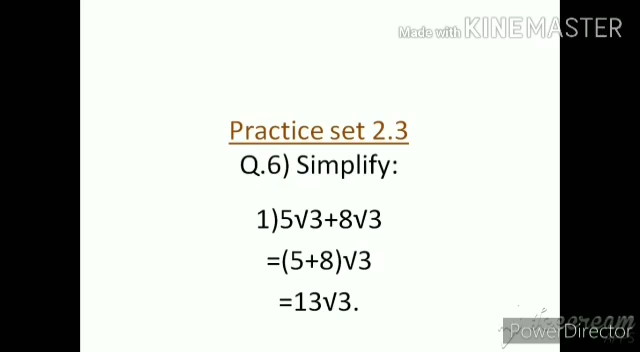 Made with KINEMASTER
Practice set 2.3
Q.6) Simplify:
1)5√3+8√3
=(5+8)√3
=13√3.
PowerDirector